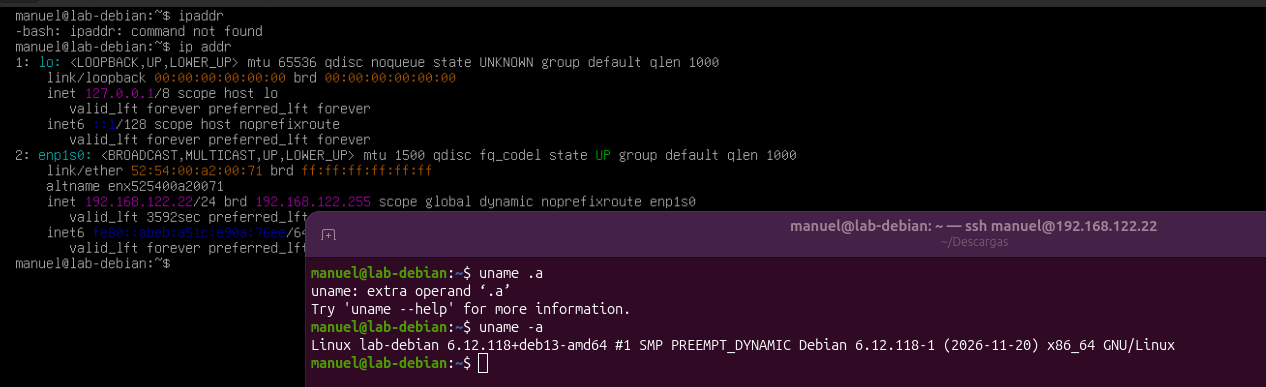 manuel@lab-debian:~$ ipaddr
-bash: ipaddr: command not found
manuel@lab-debian:~$ ip addr
1: lo: <LOOPBACK,UP,LOWER_UP> mtu 65536 qdisc noqueue state UNKNOWN group default qlen 1000
link/loopback 00:00:00:00:00:00 brd 00:00:00:00:00:00
inet 127.0.0.1/8 scope host lo
valid_lft forever preferred_lft forever
inet6 ::1/128 scope host noprefixroute
valid_lft forever preferred_lft forever
2: enp1s0: <BROADCAST,MULTICAST,UP,LOWER_UP> mtu 1500 qdisc fq_codel state UP group default qlen 1000
link/ether 52:54:00:a2:00:71 brd ff:ff:ff:ff:ff:ff
altname enx525400a20071
inet 192.168.122.22/24 brd 192.168.122.255 scope global dynamic noprefixroute enp1s0
valid_lft 3592sec preferred_lft
inet6 fe80::abeb:a51c:e90a:76ee/64
valid_lft forever preferred_lft
manuel@lab-debian:~$
manuel@lab-debian: ~ — ssh manuel@192.168.122.22
~/Descargas
manuel@lab-debian:~$ uname .a
uname: extra operand ‘.a’
Try 'uname --help' for more information.
manuel@lab-debian:~$ uname -a
Linux lab-debian 6.12.118+deb13-amd64 #1 SMP PREEMPT_DYNAMIC Debian 6.12.118-1 (2026-11-20) x86_64 GNU/Linux
manuel@lab-debian:~$